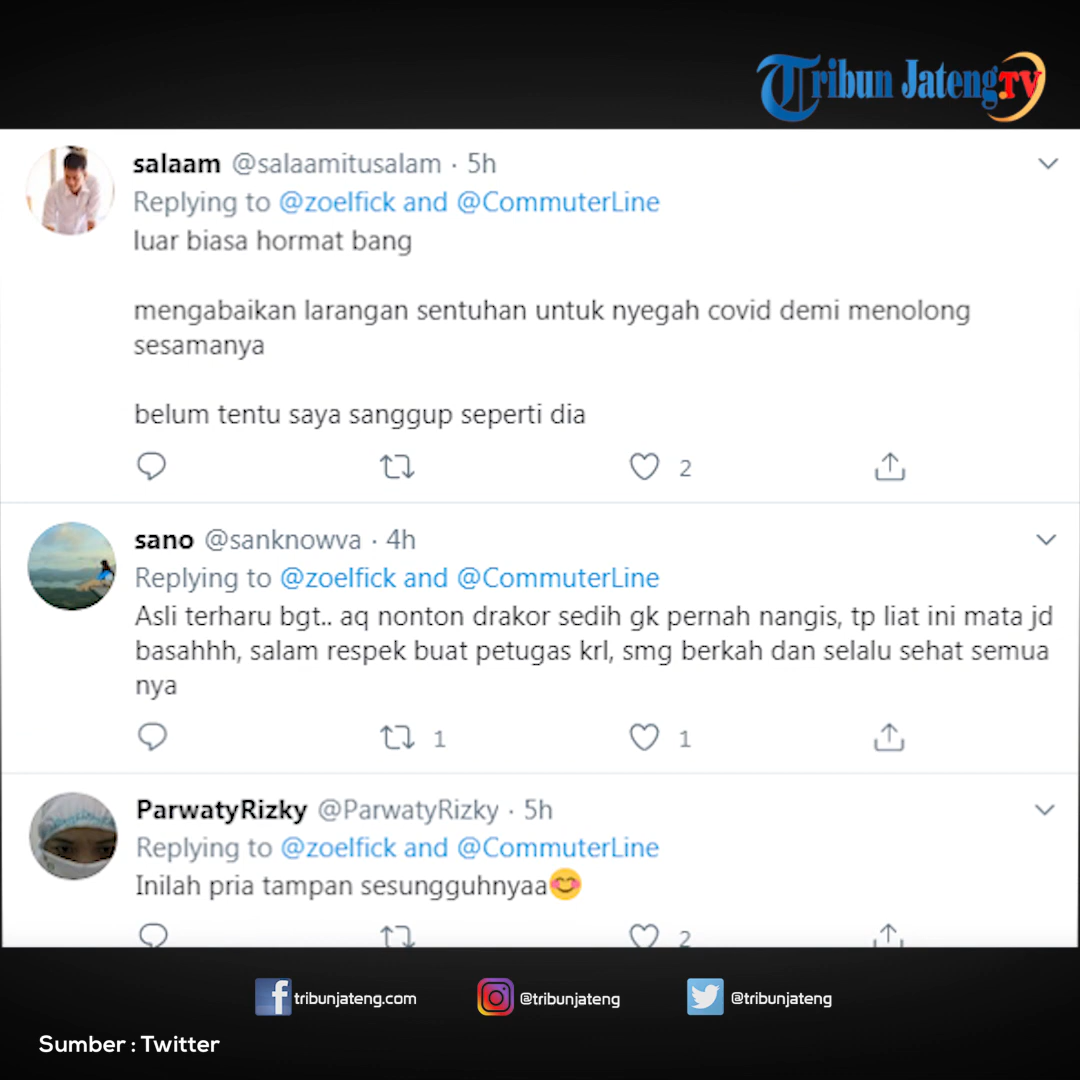 Tribun Jateng.TV
salaam @salaamitusalam · 5h
Replying to @zoelfick and @CommuterLine
luar biasa hormat bang
mengabaikan larangan sentuhan untuk nyegah covid demi menolong
sesamanya
belum tentu saya sanggup seperti dia
2
sano @sanknowva · 4h
Replying to @zoelfick and @CommuterLine
Asli terharu bgt.. aq nonton drakor sedih gk pernah nangis, tp liat ini mata jd
basahhh, salam respek buat petugas krl, smg berkah dan selalu sehat semua
nya
1 1
ParwatyRizky @ParwatyRizky · 5h
Replying to @zoelfick and @CommuterLine
Inilah pria tampan sesungguhnyaa😊
2
tribunjateng.com @tribunjateng @tribunjateng
Sumber : Twitter